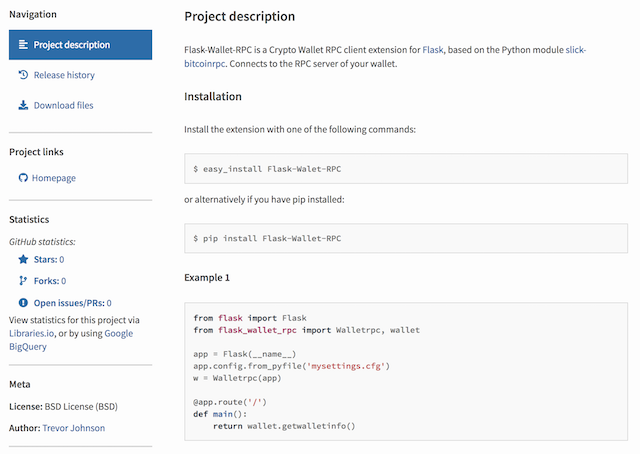 Navigation
Project description
Release history
Download files
Project links
Homepage
Statistics
GitHub statistics:
Stars: 0
Forks: 0
Open issues/PRs: 0
View statistics for this project via
Libraries.io, or by using Google
BigQuery
Meta
License: BSD License (BSD)
Author: Trevor Johnson
Project description
Flask-Wallet-RPC is a Crypto Wallet RPC client extension for Flask, based on the Python module slick-
bitcoinrpc. Connects to the RPC server of your wallet.
Installation
Install the extension with one of the following commands:
$ easy_install Flask-Walet-RPC
or alternatively if you have pip installed:
$ pip install Flask-Wallet-RPC
Example 1
from flask import Flask
from flask_wallet_rpc import Walletrpc, wallet
app = Flask(__name__)
app.config.from_pyfile('mysettings.cfg')
w = Walletrpc(app)
@app.route('/')
def main():
    return wallet.getwalletinfo()